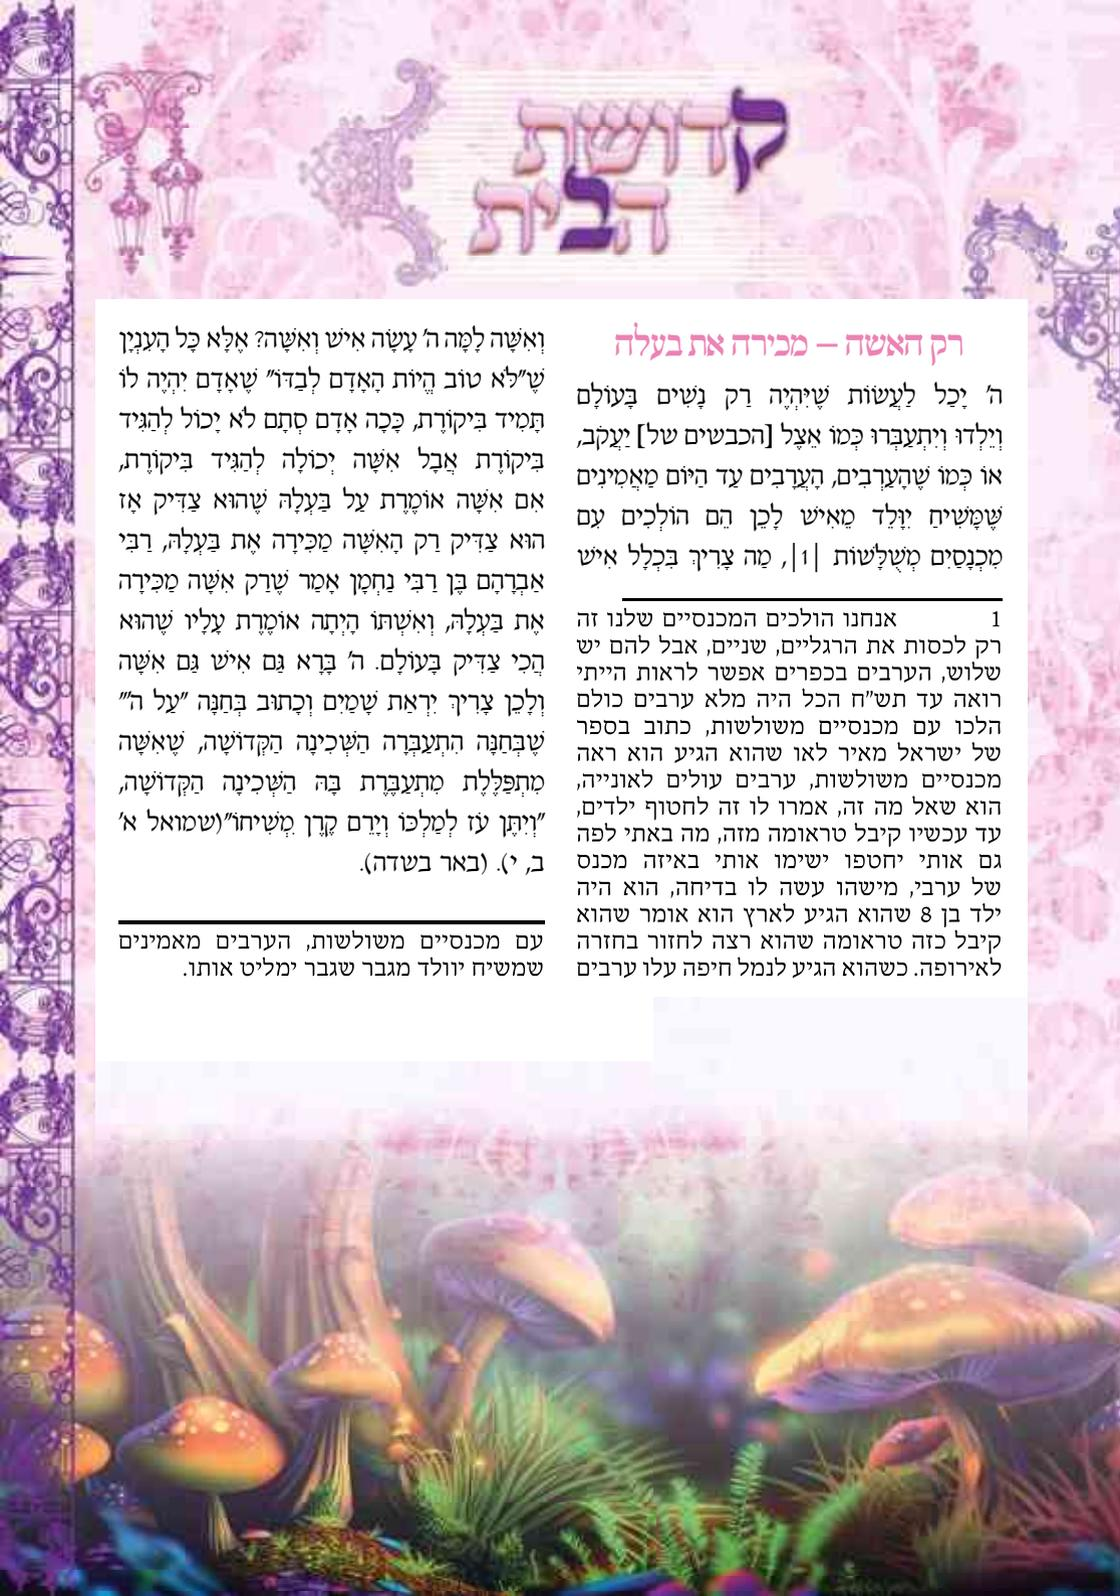 קדושת
הבית
רק האשה – מכירה את בעלה
ה' יָכַל לַעֲשׂוֹת שֶׁיִּהְיֶה רַק נָשִׁים בָּעוֹלָם
וְיֵלְדוּ וְיִתְעַבְּרוּ כְּמוֹ אֵצֶל [הכבשים של] יַעֲקֹב,
אוֹ כְּמוֹ שֶׁהָעַרְבִים, הָעֲרָבִים עַד הַיּוֹם מַאֲמִינִים
שֶׁמָּשִׁיחַ יִוָּלֵד מֵאִישׁ לָכֵן הֵם הוֹלְכִים עִם
מִכְנָסַיִם מְשֻׁלָּשׁוֹת |1|, מַה צָרִיךְ בִּכְלָל אִישׁ
1 אנחנו הולכים המכנסיים שלנו זה
רק לכסות את הרגליים, שניים, אבל להם יש
שלוש, הערבים בכפרים אפשר לראות הייתי
רואה עד תש"ח הכל היה מלא ערבים כולם
הלכו עם מכנסיים משולשות, כתוב בספר
של ישראל מאיר לאו שהוא הגיע הוא ראה
מכנסיים משולשות, ערבים עולים לאונייה,
הוא שאל מה זה, אמרו לו זה לחטוף ילדים,
עד עכשיו קיבל טראומה מזה, מה באתי לפה
גם אותי יחטפו ישימו אותי באיזה מכנס
של ערבי, מישהו עשה לו בדיחה, הוא היה
ילד בן 8 שהוא הגיע לארץ הוא אומר שהוא
קיבל כזה טראומה שהוא רצה לחזור בחזרה
לאירופה. כשהוא הגיע לנמל חיפה עלו ערבים
וְאִשָּׁה לָמָּה ה' עָשָׂה אִישׁ וְאִשָּׁה? אֶלָּא כָּל הָעִנְיָן
שֶׁ"לֹּא טוֹב הֱיוֹת הָאָדָם לְבַדּוֹ" שֶׁאָדָם יִהְיֶה לוֹ
תָּמִיד בִּיקוֹרֶת, כָּכָה אָדָם סְתָם לֹא יָכוֹל לְהַגִּיד
בִּיקוֹרֶת אֲבָל אִשָּׁה יְכוֹלָה לְהַגִּיד בִּיקוֹרֶת,
אִם אִשָּׁה אוֹמֶרֶת עַל בַּעְלָהּ שֶׁהוּא צַדִּיק אָז
הוּא צַדִּיק רַק הָאִשָּׁה מַכִּירָה אֶת בַּעְלָהּ, רַבִּי
אַבְרָהָם בֶּן רַבִּי נַחְמָן אָמַר שֶׁרַק אִשָּׁה מַכִּירָה
אֶת בַּעְלָהּ, וְאִשְׁתּוֹ הָיְתָה אוֹמֶרֶת עָלָיו שֶׁהוּא
הֲכִי צַדִּיק בָּעוֹלָם. ה' בָּרָא גַּם אִישׁ גַּם אִשָּׁה
וְלָכֵן צָרִיךְ יִרְאַת שָׁמַיִם וְכָתוּב בְּחַנָּה "עַל ה'"
שֶׁבְּחַנָּה הִתְעַבְּרָה הַשְּׁכִינָה הַקְּדוֹשָׁה, שֶׁאִשָּׁה
מִתְפַּלֶּלֶת מִתְעַבֶּרֶת בָּהּ הַשְּׁכִינָה הַקְּדוֹשָׁה,
"וְיִתֶּן עֹז לְמַלְכּוֹ וְיָרֵם קֶרֶן מְשִׁיחוֹ"(שמואל א'
ב, י'). (באר בשדה).
עם מכנסיים משולשות, הערבים מאמינים
שמשיח יוולד מגבר שגבר ימליט אותו.